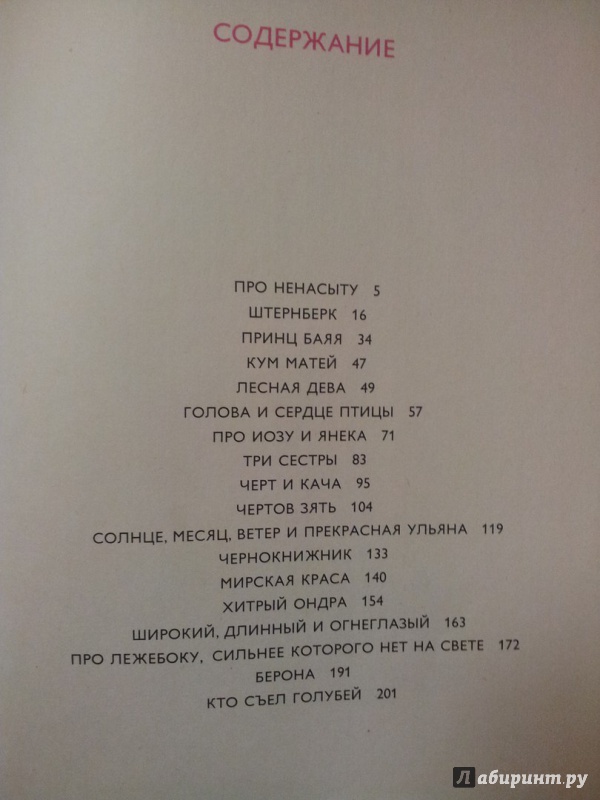 СОДЕРЖАНИЕ
ПРО НЕНАСЫТУ 5
ШТЕРНБЕРК 16
ПРИНЦ БАЯЯ 34
КУМ МАТЕЙ 47
ЛЕСНАЯ ДЕВА 49
ГОЛОВА И СЕРДЦЕ ПТИЦЫ 57
ПРО ИОЗУ И ЯНЕКА 71
ТРИ СЕСТРЫ 83
ЧЕРТ И КАЧА 95
ЧЕРТОВ ЗЯТЬ 104
СОЛНЦЕ, МЕСЯЦ, ВЕТЕР И ПРЕКРАСНАЯ УЛЬЯНА 119
ЧЕРНОКНИЖНИК 133
МИРСКАЯ КРАСА 140
ХИТРЫЙ ОНДРА 154
ШИРОКИЙ, ДЛИННЫЙ И ОГНЕГЛАЗЫЙ 163
ПРО ЛЕЖЕБОКУ, СИЛЬНЕЕ КОТОРОГО НЕТ НА СВЕТЕ 172
БЕРОНА 191
КТО СЪЕЛ ГОЛУБЕЙ 201
Лабиринт.ру